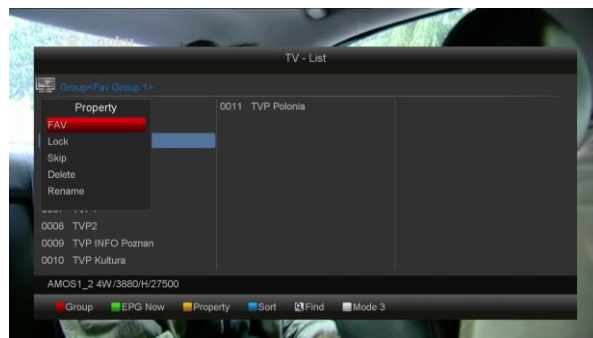 TV - List
Group<Fav Group 1>
Property
FAV
Lock
Skip
Delete
Rename
0011 TVP Polonia
0008 TVP2
0009 TVP INFO Poznan
0010 TVP Kultura
AMOS1_2 4W/3880/H/27500
Group EPG Now Property Sort Find Mode 3